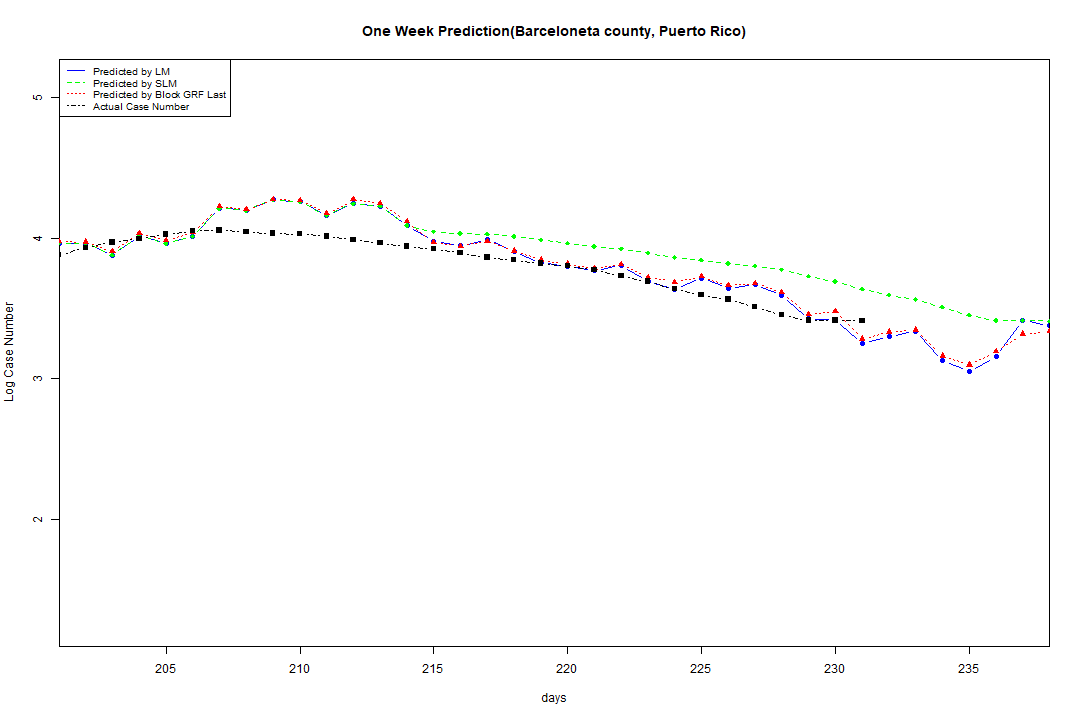 One Week Prediction(Barceloneta county, Puerto Rico)
Predicted by LM
Predicted by SLM
Predicted by Block GRF Last
Actual Case Number
5
4
3
2
Log Case Number
205 210 215 220 225 230 235
days